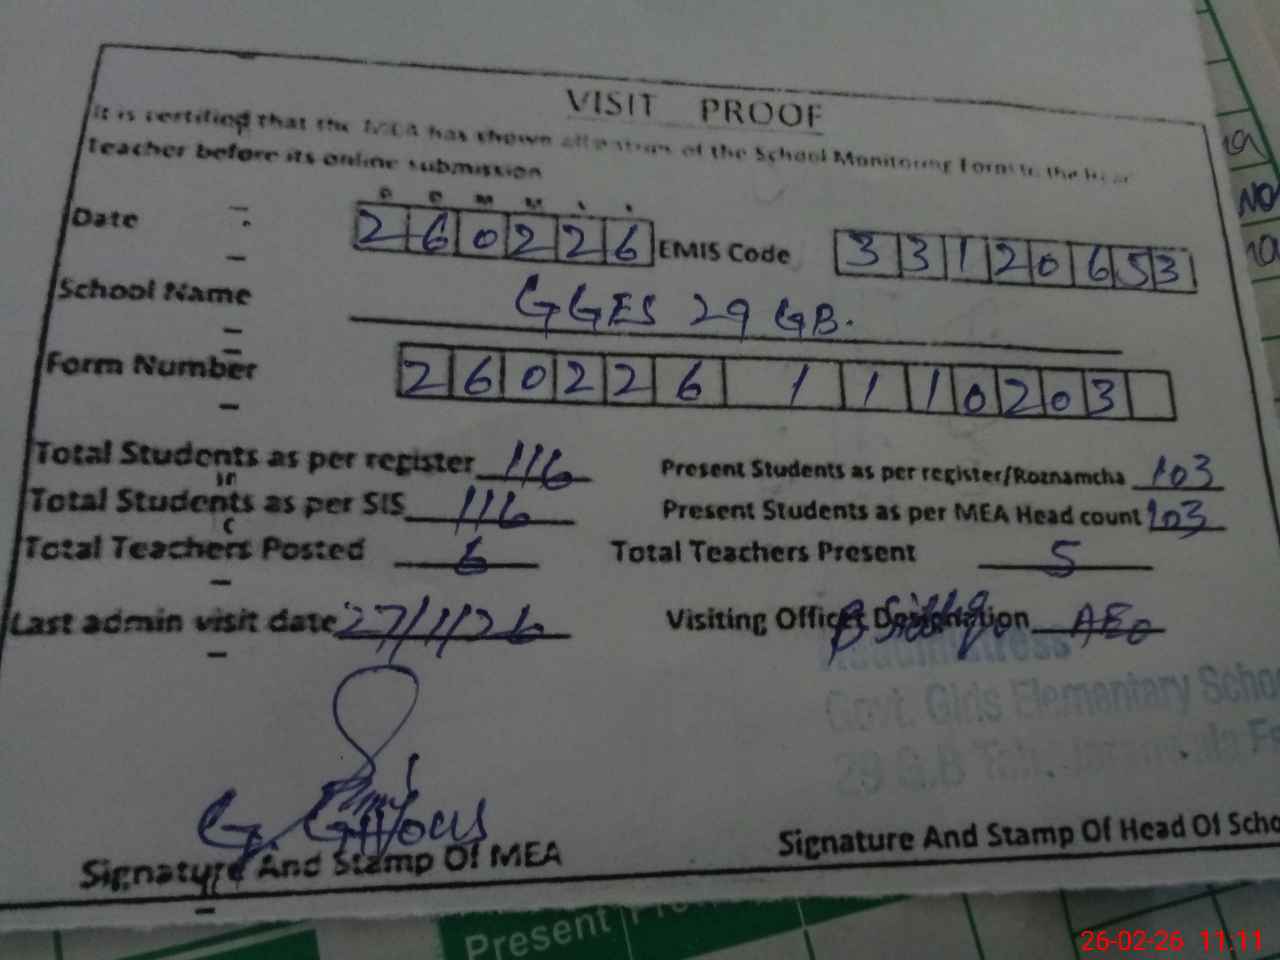 VISIT PROOF
It is certified that the MEA has shown all of the School Monitoring Form to the
Teacher before its online submission
D D M M
Date 260226 EMIS Code 33120653
School Name GGES 29 GB.
Form Number 260226 1110203
Total Students as per register 116 Present Students as per register/Roznamcha 103
Total Students as per SIS 116 Present Students as per MEA Head count 103
Total Teachers Posted 6 Total Teachers Present 5
Last admin visit date 27/1/26 Visiting Officer Designation AEO
Headmistress
Govt. Girls Elementary Schoo
29 G.B Teh. Jaranwala Fa
Signature And Stamp Of MEA Signature And Stamp Of Head Of Scho
Present
26-02-26 11:11